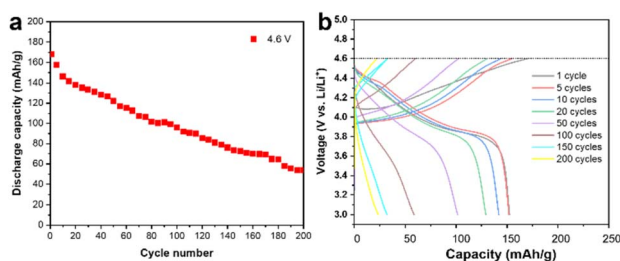 a
200
180
160
140
120
100
80
60
40
20
0
Discharge capacity (mAh/g)
4.6 V
0 20 40 60 80 100 120 140 160 180 200
Cycle number
b
5.0
4.8
4.6
4.4
4.2
4.0
3.8
3.6
3.4
3.2
3.0
Voltage (V vs. Li/Li⁺)
1 cycle
5 cycles
10 cycles
20 cycles
50 cycles
100 cycles
150 cycles
200 cycles
0 50 100 150 200 250
Capacity (mAh/g)